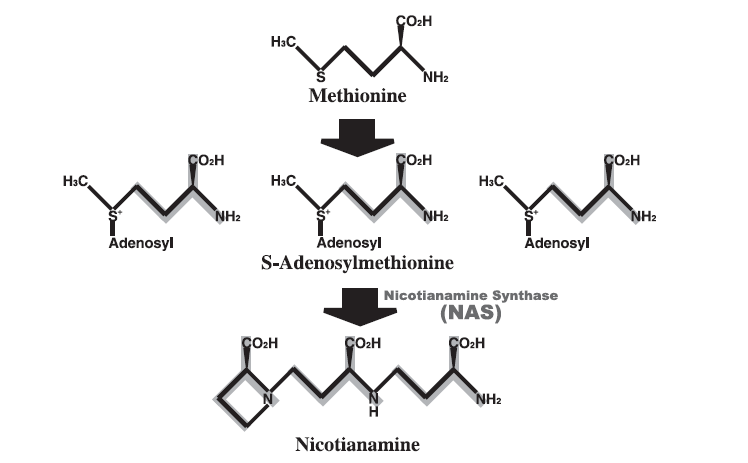 CO2H
H3C
S
NH2
Methionine
CO2H CO2H CO2H
H3C H3C H3C
S+ NH2 S+ NH2 S+ NH2
Adenosyl Adenosyl Adenosyl
S-Adenosylmethionine
Nicotianamine Synthase
(NAS)
CO2H CO2H CO2H
N N NH2
H
Nicotianamine